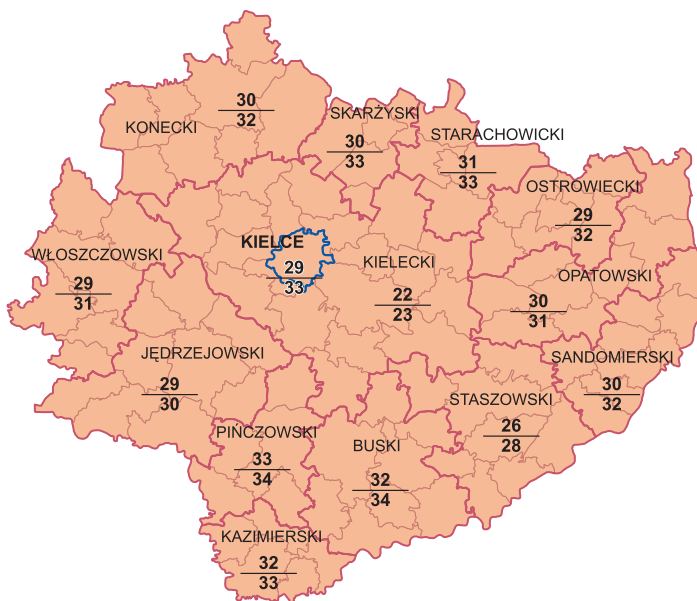 KONECKI
30
32
SKARŻYSKI
30
33
STARACHOWICKI
31
33
OSTROWIECKI
29
32
WŁOSZCZOWSKI
29
31
KIELCE
29
33
KIELECKI
22
23
OPATOWSKI
30
31
JĘDRZEJOWSKI
29
30
SANDOMIERSKI
30
32
STASZOWSKI
26
28
PIŃCZOWSKI
33
34
BUSKI
32
34
KAZIMIERSKI
32
33